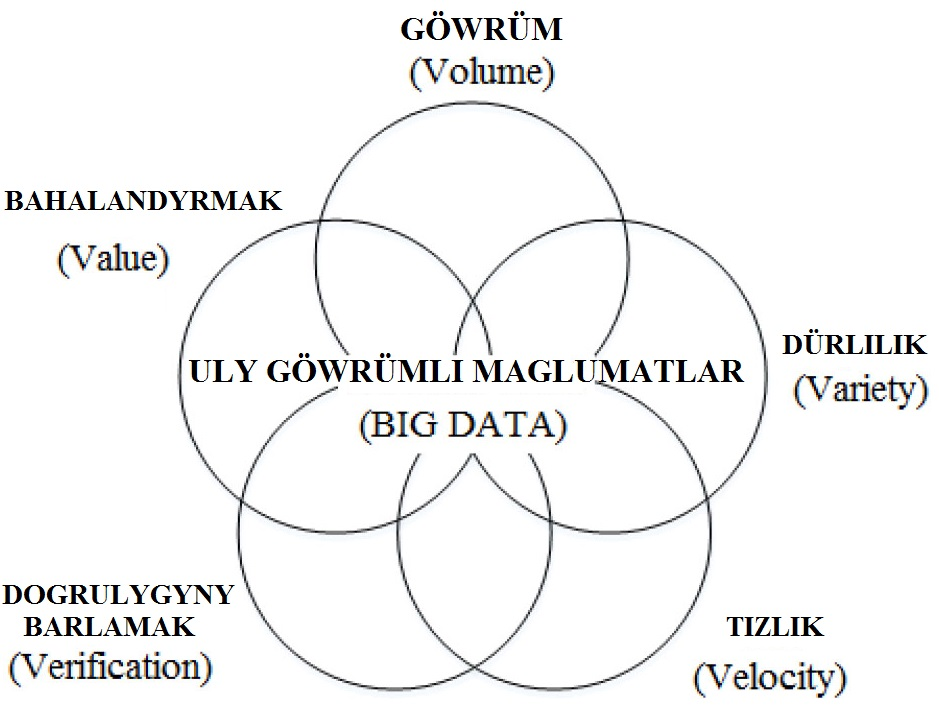 GÖWRÜM
(Volume)
BAHALANDYRMAK
(Value)
DÜRLILIK
(Variety)
ULY GÖWRÜMLI MAGLUMATLAR
(BIG DATA)
DOGRULYGYNY
BARLAMAK
(Verification)
TIZLIK
(Velocity)